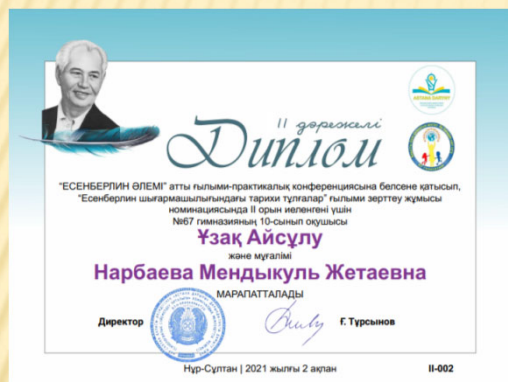 II дәрежелі
Диплом
"ЕСЕНБЕРЛИН ӘЛЕМІ" атты ғылыми-практикалық конференциясына белсене қатысып,
"Есенберлин шығармашылығындағы тарихи тұлғалар" ғылыми зерттеу жұмысы
номинациясында II орын иеленгені үшін
№67 гимназияның 10-сынып оқушысы
Ұзақ Айсұлу
және мұғалімі
Нарбаева Мендыкуль Жетаевна
МАРАПАТТАЛАДЫ
Директор Ғ. Тұрсынов
Нұр-Сұлтан | 2021 жылғы 2 ақпан II-002